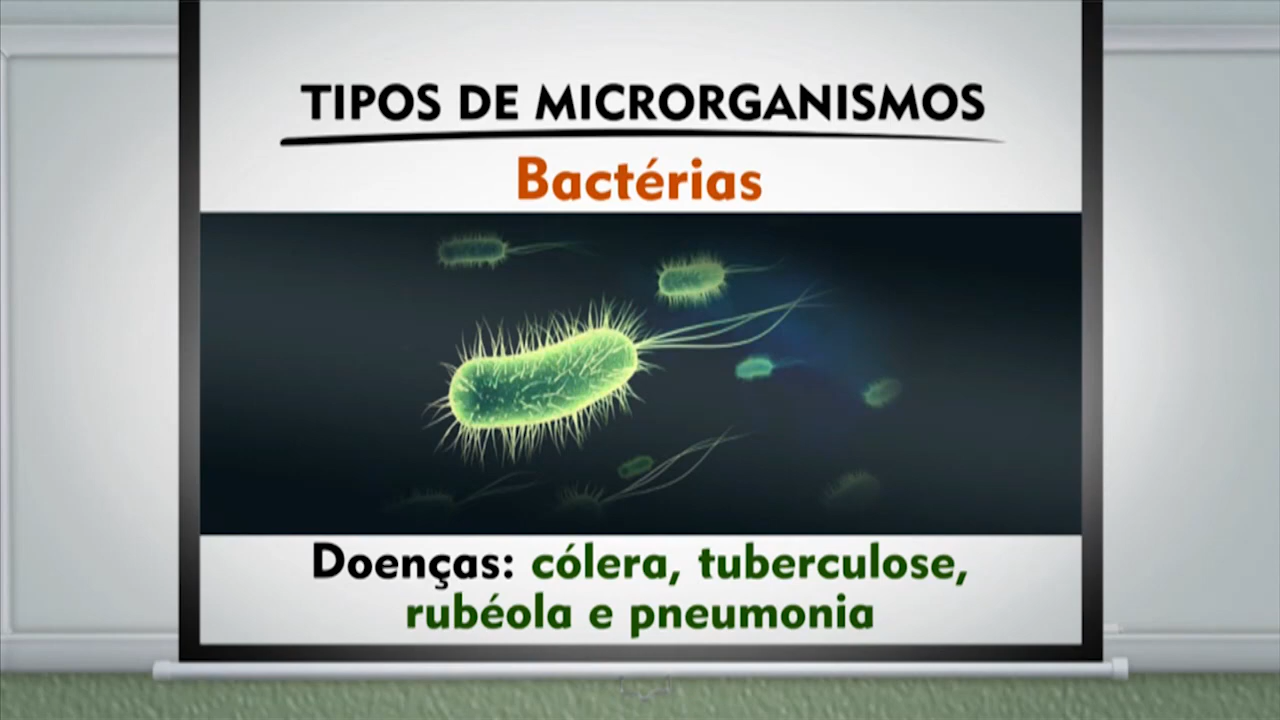 TIPOS DE MICRORGANISMOS
Bactérias
Doenças: cólera, tuberculose,
rubéola e pneumonia